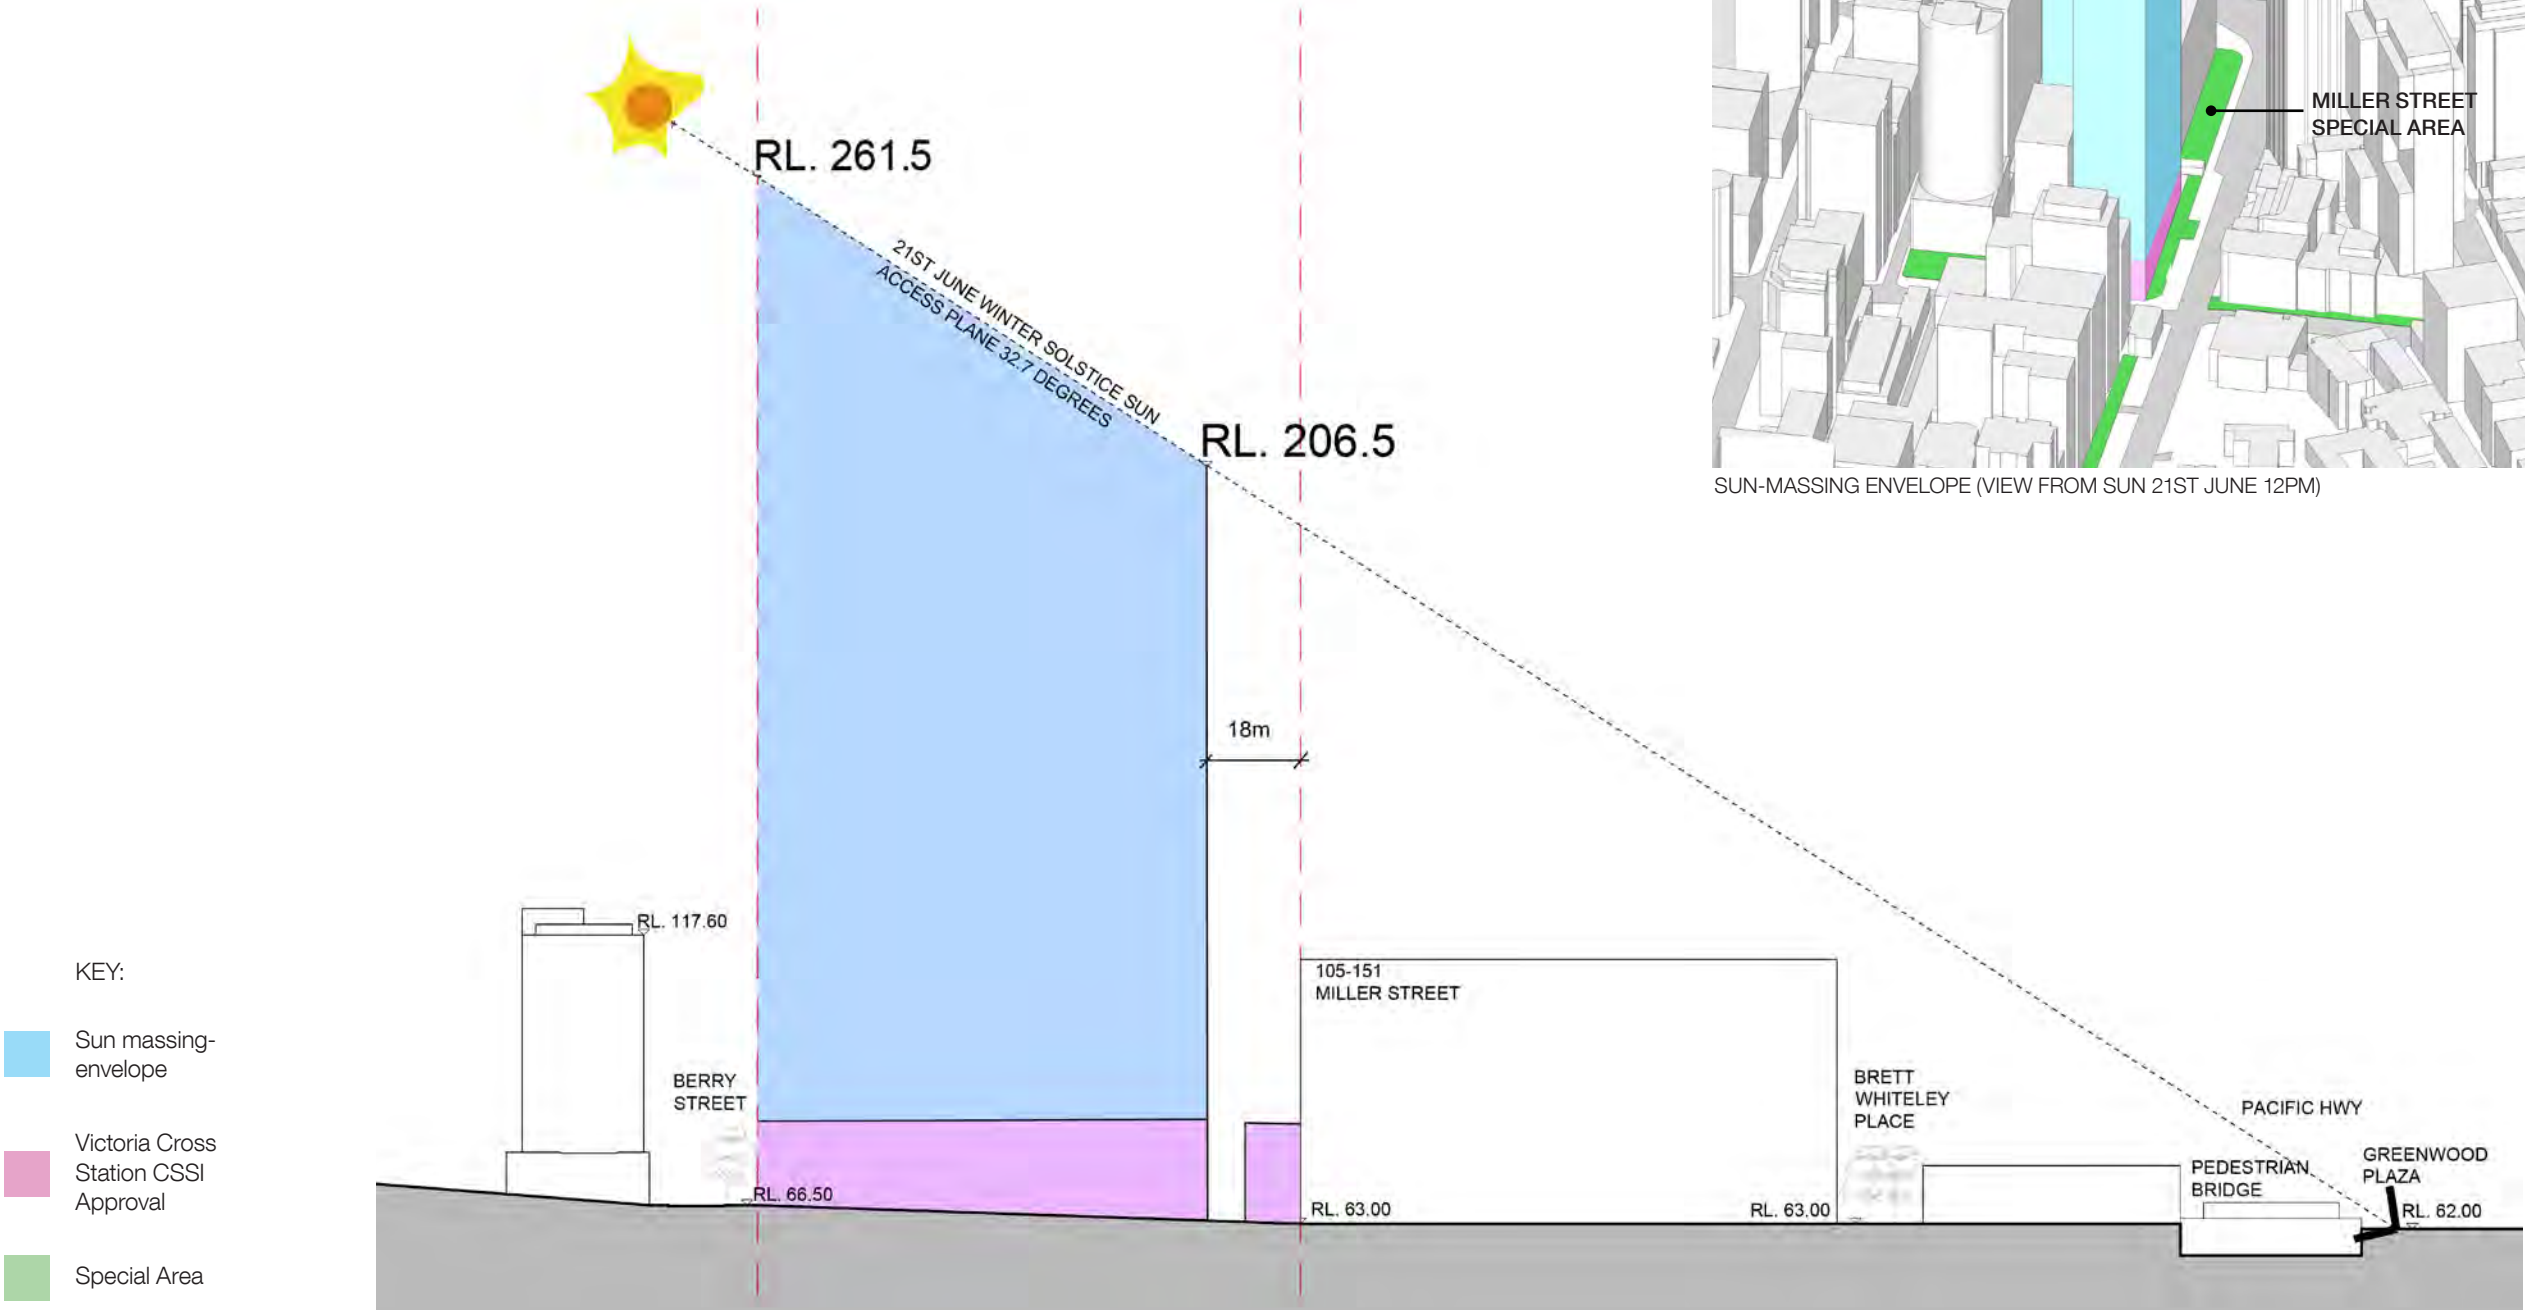 MILLER STREET
SPECIAL AREA
SUN-MASSING ENVELOPE (VIEW FROM SUN 21ST JUNE 12PM)
RL. 261.5
21ST JUNE WINTER SOLSTICE SUN
ACCESS PLANE 32.7 DEGREES
RL. 206.5
18m
RL. 117.60
105-151
MILLER STREET
BERRY
STREET
BRETT
WHITELEY
PLACE
PACIFIC HWY
PEDESTRIAN
BRIDGE
GREENWOOD
PLAZA
RL. 66.50
RL. 63.00
RL. 63.00
RL. 62.00
KEY:
Sun massing-
envelope
Victoria Cross
Station CSSI
Approval
Special Area